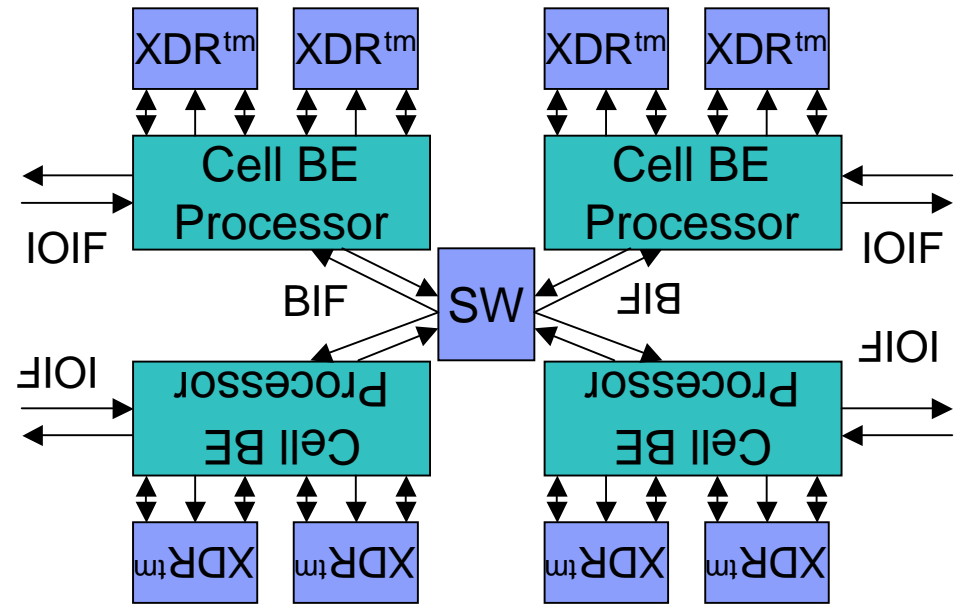 XDRtm
XDRtm
XDRtm
XDRtm
Cell BE
Processor
Cell BE
Processor
IOIF
IOIF
BIF
SW
BIF
IOIF
IOIF
Cell BE
Processor
Cell BE
Processor
XDRtm
XDRtm
XDRtm
XDRtm